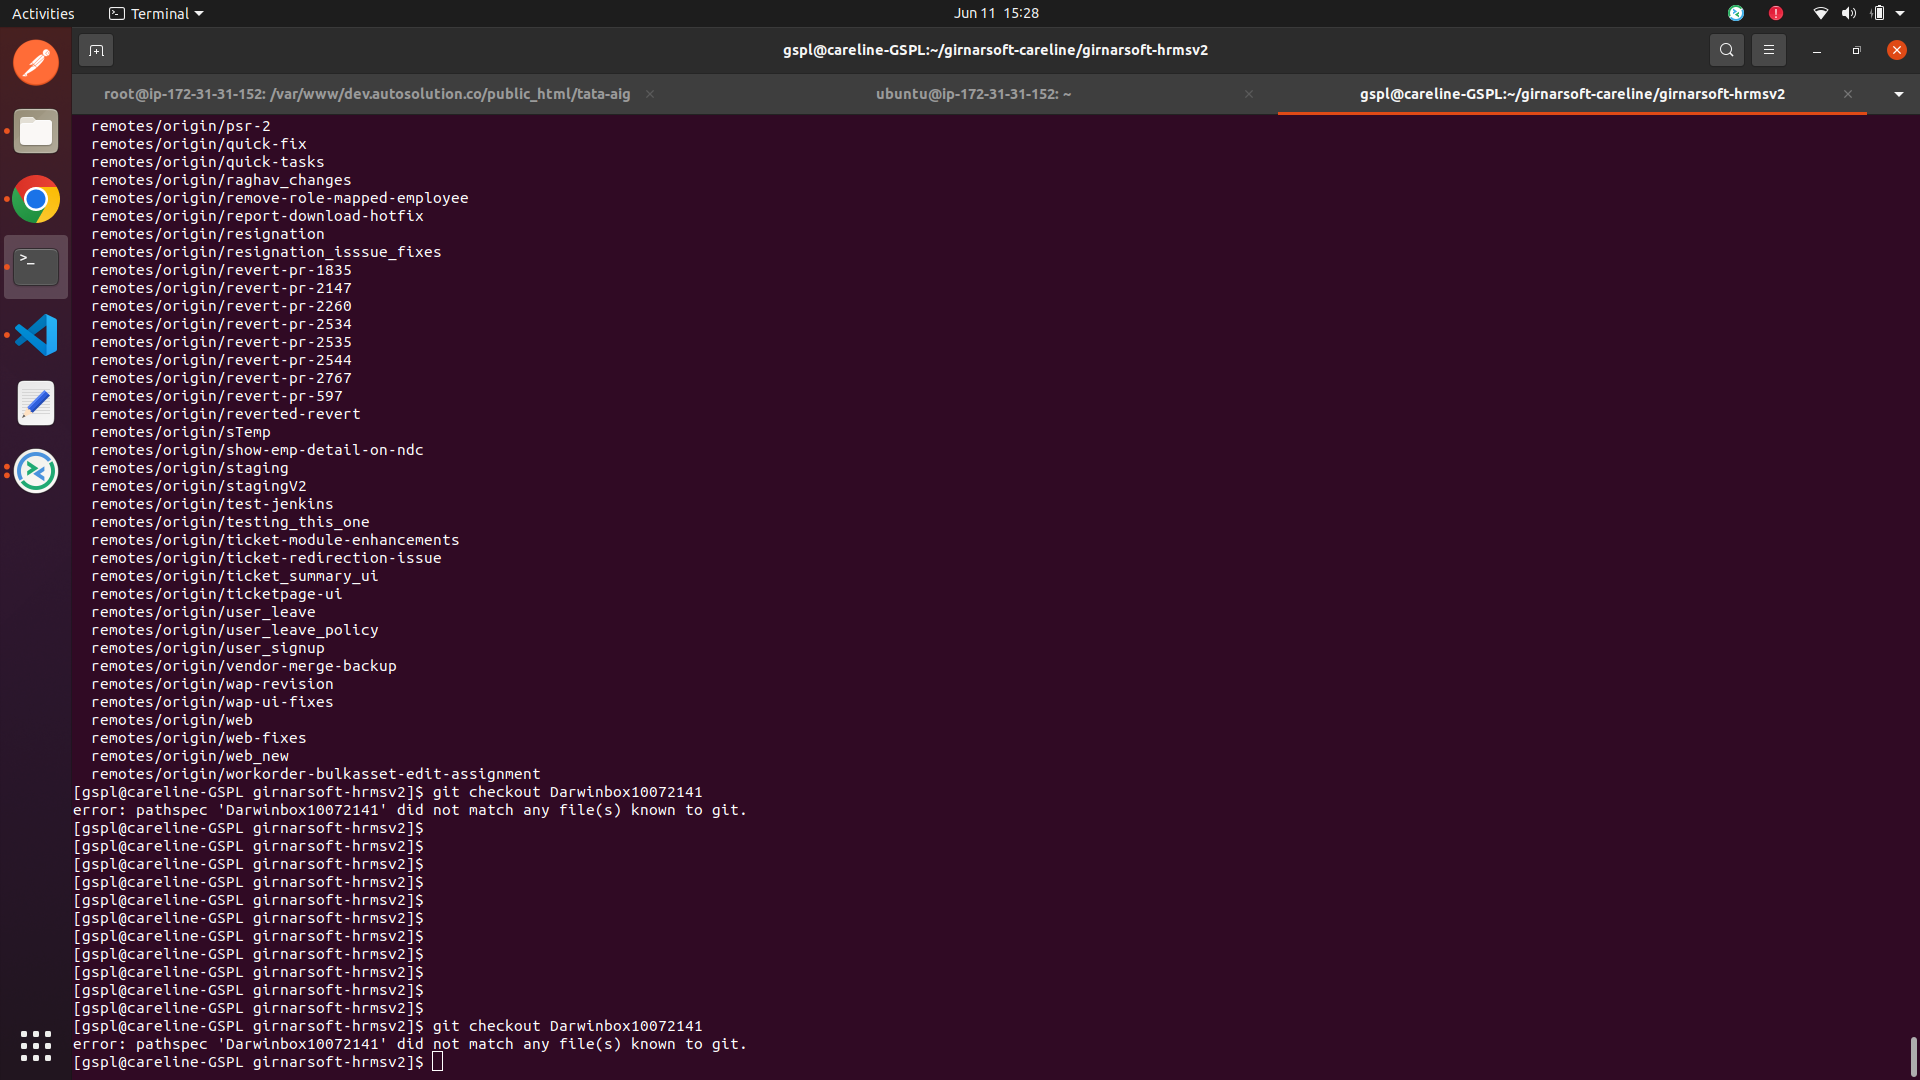 Activities
Terminal
Jun 11 15:28
gspl@careline-GSPL:~/girnarsoft-careline/girnarsoft-hrmsv2
root@ip-172-31-31-152: /var/www/dev.autosolution.co/public_html/tata-aig
ubuntu@ip-172-31-31-152: ~
gspl@careline-GSPL:~/girnarsoft-careline/girnarsoft-hrmsv2
remotes/origin/psr-2
remotes/origin/quick-fix
remotes/origin/quick-tasks
remotes/origin/raghav_changes
remotes/origin/remove-role-mapped-employee
remotes/origin/report-download-hotfix
remotes/origin/resignation
remotes/origin/resignation_isssue_fixes
remotes/origin/revert-pr-1835
remotes/origin/revert-pr-2147
remotes/origin/revert-pr-2260
remotes/origin/revert-pr-2534
remotes/origin/revert-pr-2535
remotes/origin/revert-pr-2544
remotes/origin/revert-pr-2767
remotes/origin/revert-pr-597
remotes/origin/reverted-revert
remotes/origin/sTemp
remotes/origin/show-emp-detail-on-ndc
remotes/origin/staging
remotes/origin/stagingV2
remotes/origin/test-jenkins
remotes/origin/testing_this_one
remotes/origin/ticket-module-enhancements
remotes/origin/ticket-redirection-issue
remotes/origin/ticket_summary_ui
remotes/origin/ticketpage-ui
remotes/origin/user_leave
remotes/origin/user_leave_policy
remotes/origin/user_signup
remotes/origin/vendor-merge-backup
remotes/origin/wap-revision
remotes/origin/wap-ui-fixes
remotes/origin/web
remotes/origin/web-fixes
remotes/origin/web_new
remotes/origin/workorder-bulkasset-edit-assignment
[gspl@careline-GSPL girnarsoft-hrmsv2]$ git checkout Darwinbox10072141
error: pathspec 'Darwinbox10072141' did not match any file(s) known to git.
[gspl@careline-GSPL girnarsoft-hrmsv2]$
[gspl@careline-GSPL girnarsoft-hrmsv2]$
[gspl@careline-GSPL girnarsoft-hrmsv2]$
[gspl@careline-GSPL girnarsoft-hrmsv2]$
[gspl@careline-GSPL girnarsoft-hrmsv2]$
[gspl@careline-GSPL girnarsoft-hrmsv2]$
[gspl@careline-GSPL girnarsoft-hrmsv2]$
[gspl@careline-GSPL girnarsoft-hrmsv2]$
[gspl@careline-GSPL girnarsoft-hrmsv2]$
[gspl@careline-GSPL girnarsoft-hrmsv2]$
[gspl@careline-GSPL girnarsoft-hrmsv2]$
[gspl@careline-GSPL girnarsoft-hrmsv2]$ git checkout Darwinbox10072141
error: pathspec 'Darwinbox10072141' did not match any file(s) known to git.
[gspl@careline-GSPL girnarsoft-hrmsv2]$